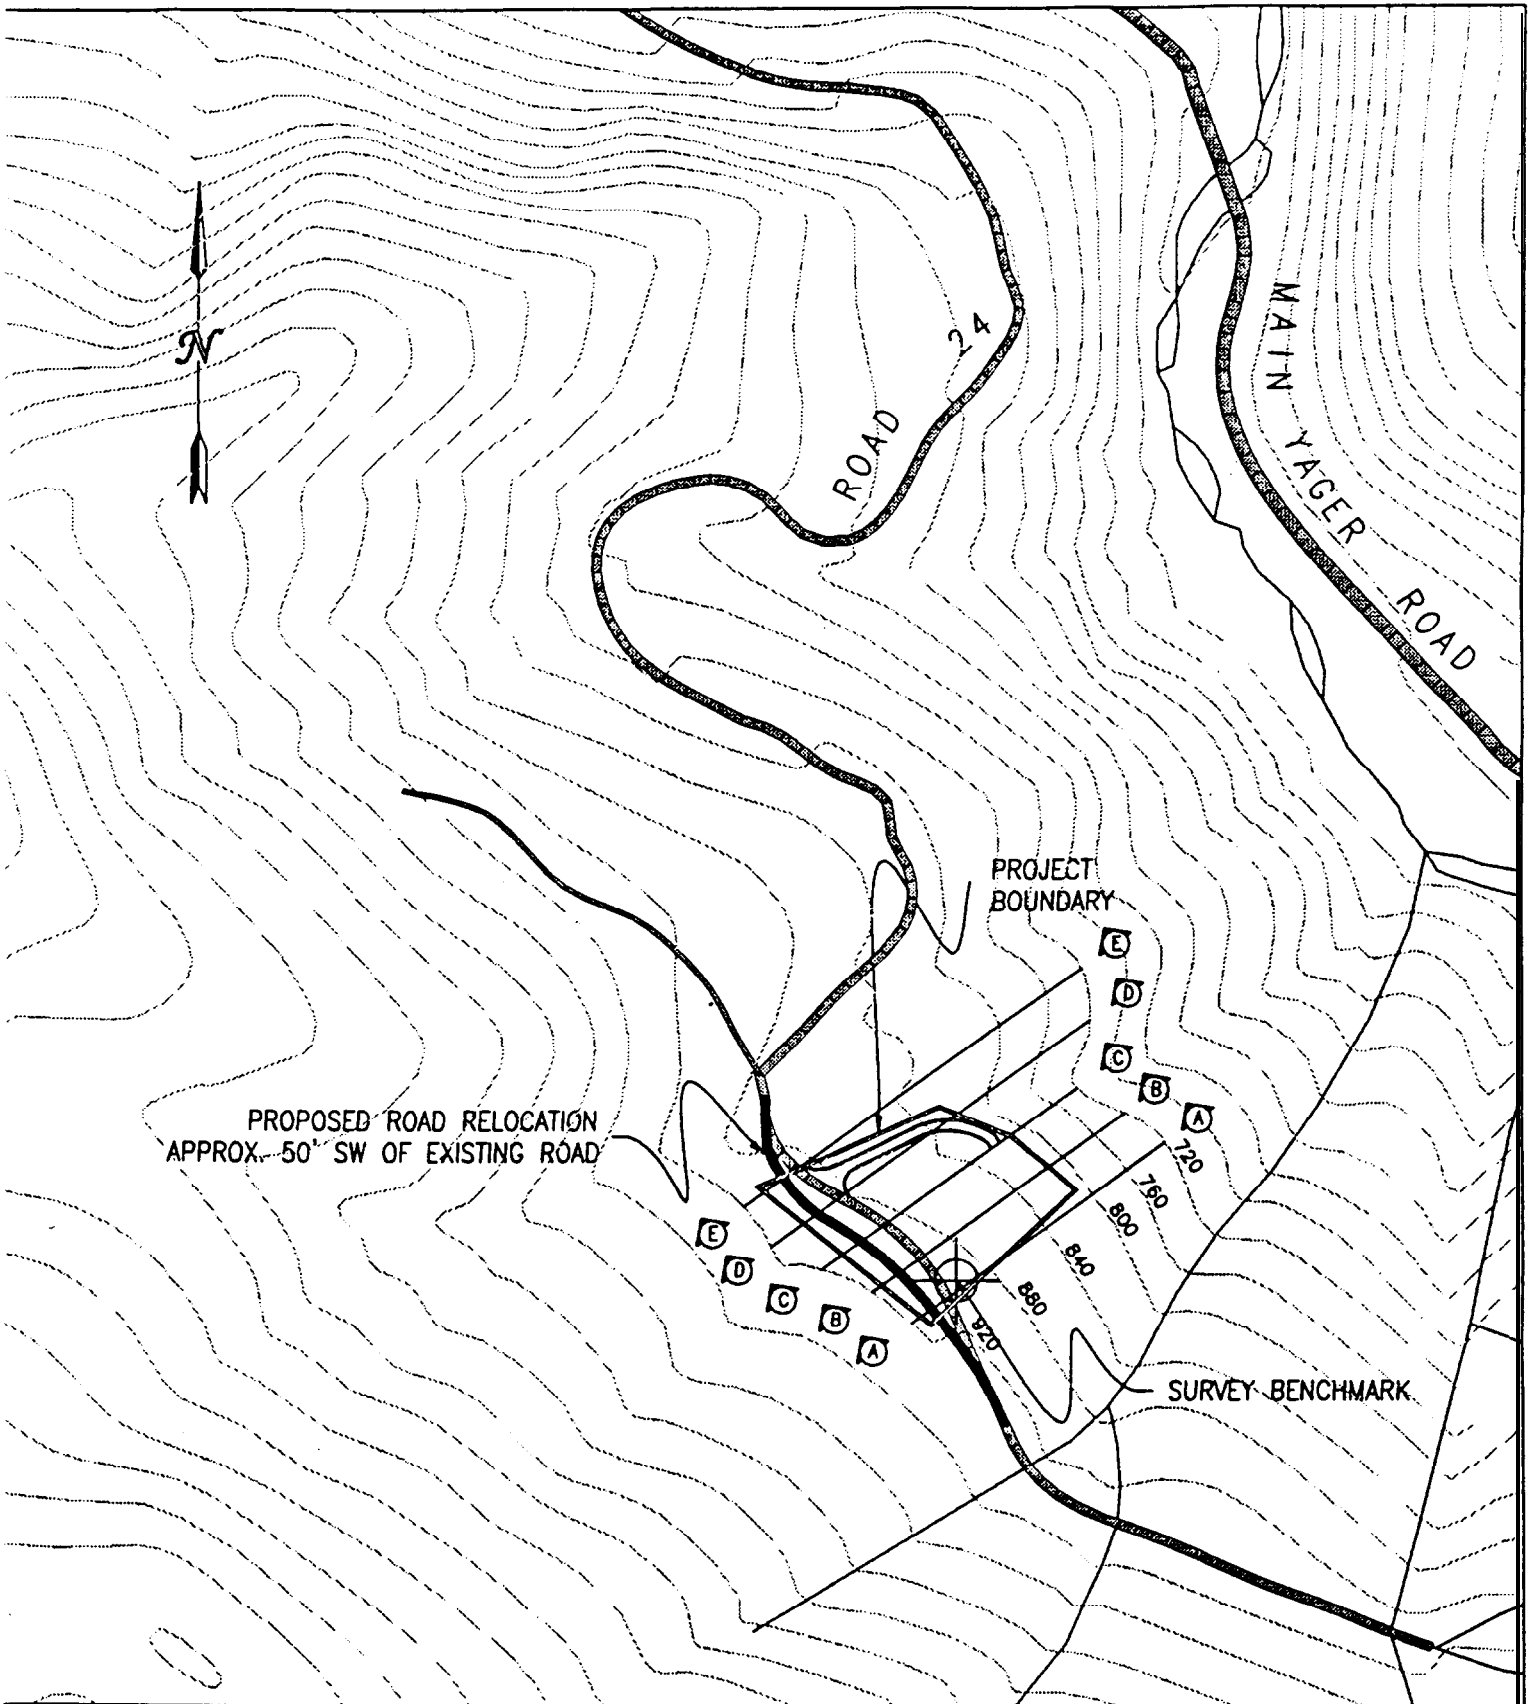 N
ROAD 24
MAIN YAGER ROAD
PROJECT
BOUNDARY
E
D
C
B
A
PROPOSED ROAD RELOCATION
APPROX. 50' SW OF EXISTING ROAD
720
760
800
840
880
920
E
D
C
B
A
SURVEY BENCHMARK